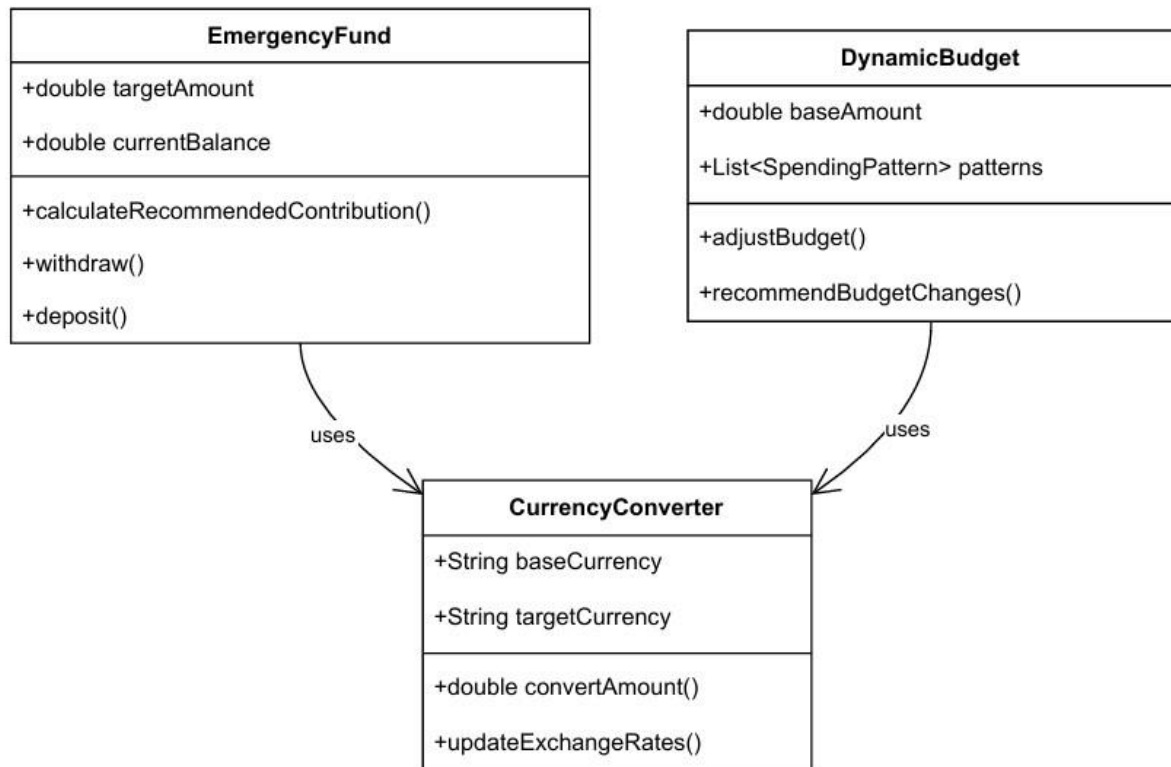 EmergencyFund
+double targetAmount
+double currentBalance
+calculateRecommendedContribution()
+withdraw()
+deposit()
DynamicBudget
+double baseAmount
+List<SpendingPattern> patterns
+adjustBudget()
+recommendBudgetChanges()
uses
uses
CurrencyConverter
+String baseCurrency
+String targetCurrency
+double convertAmount()
+updateExchangeRates()